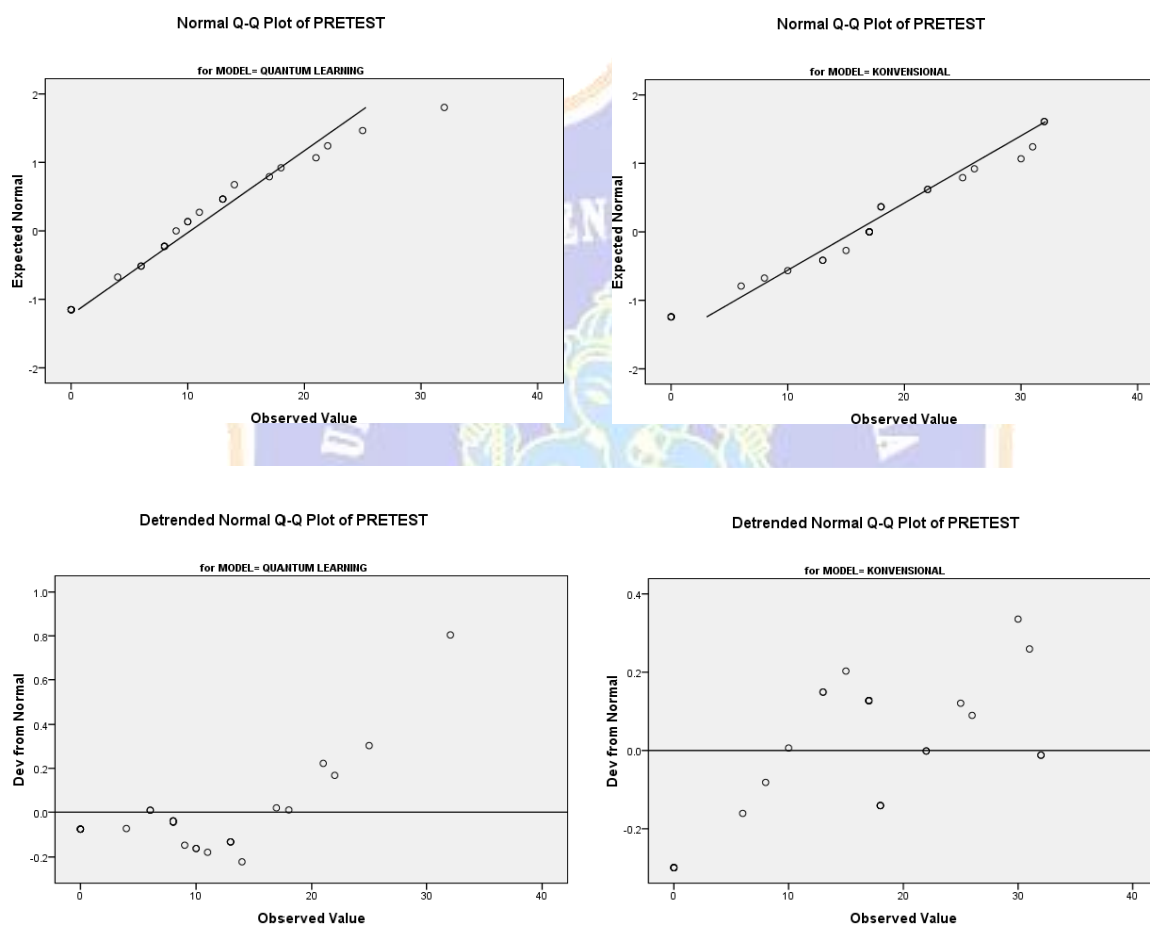 Normal Q-Q Plot of PRETEST
for MODEL= QUANTUM LEARNING
2
1
0
-1
-2
Expected Normal
0 10 20 30 40
Observed Value
Normal Q-Q Plot of PRETEST
for MODEL= KONVENSIONAL
2
1
0
-1
-2
Expected Normal
0 10 20 30 40
Observed Value
EN
U
A
Detrended Normal Q-Q Plot of PRETEST
for MODEL= QUANTUM LEARNING
1.0
0.8
0.6
0.4
0.2
0.0
-0.2
Dev from Normal
0 10 20 30 40
Observed Value
Detrended Normal Q-Q Plot of PRETEST
for MODEL= KONVENSIONAL
0.4
0.2
0.0
-0.2
Dev from Normal
0 10 20 30 40
Observed Value